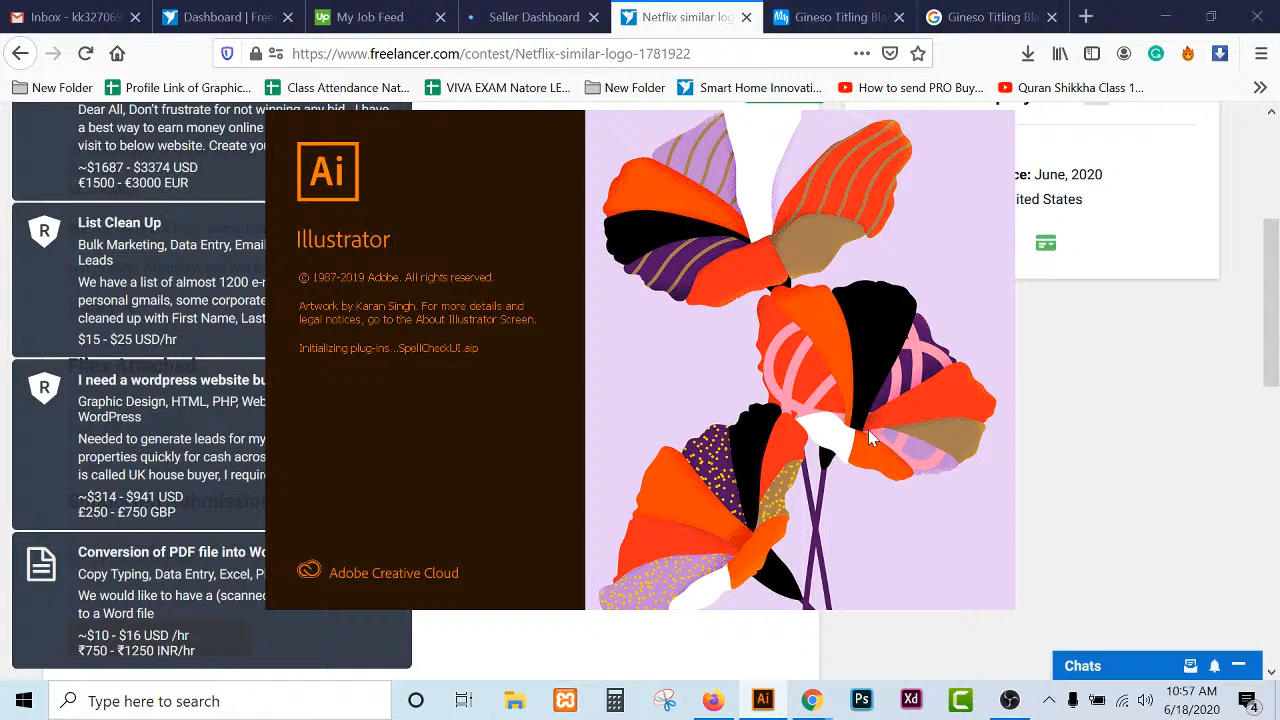 Inbox - kk327069
Dashboard | Free
Up My Job Feed
Seller Dashboard
Netflix similar log
My Gineso Titling Bla
Gineso Titling Bla
https://www.freelancer.com/contest/Netflix-similar-logo-1781922
New Folder
Profile Link of Graphic...
Class Attendance Nat...
VIVA EXAM Natore LE...
New Folder
Smart Home Innovati...
How to send PRO Buy...
Quran Shikkha Class 1...
Dear All, Don't frustrate for not winning any bid. I have
a best way to earn money online
visit to below website. Create you
~$1687 - $3374 USD
€1500 - €3000 EUR
R
List Clean Up
Bulk Marketing, Data Entry, Email
Leads
We have a list of almost 1200 e-r
personal gmails, some corporate
cleaned up with First Name, Last
$15 - $25 USD/hr
Files Attached
R
I need a wordpress website bu
Graphic Design, HTML, PHP, Web
WordPress
Needed to generate leads for my
properties quickly for cash acros
is called UK house buyer, I requir
~$314 - $941 USD
£250 - £750 GBP
Conversion of PDF file into Wo
Copy Typing, Data Entry, Excel, P
We would like to have a (scanne
to a Word file
~$10 - $16 USD /hr
₹750 - ₹1250 INR/hr
Ai
Illustrator
© 1987-2019 Adobe. All rights reserved.
Artwork by Karan Singh. For more details and
legal notices, go to the About Illustrator Screen.
Initializing plug-ins...SpellCheckUI.aip
Adobe Creative Cloud
ce: June, 2020
ited States
Chats
Type here to search
Ai
Ps
Xd
10:57 AM
6/18/2020
4